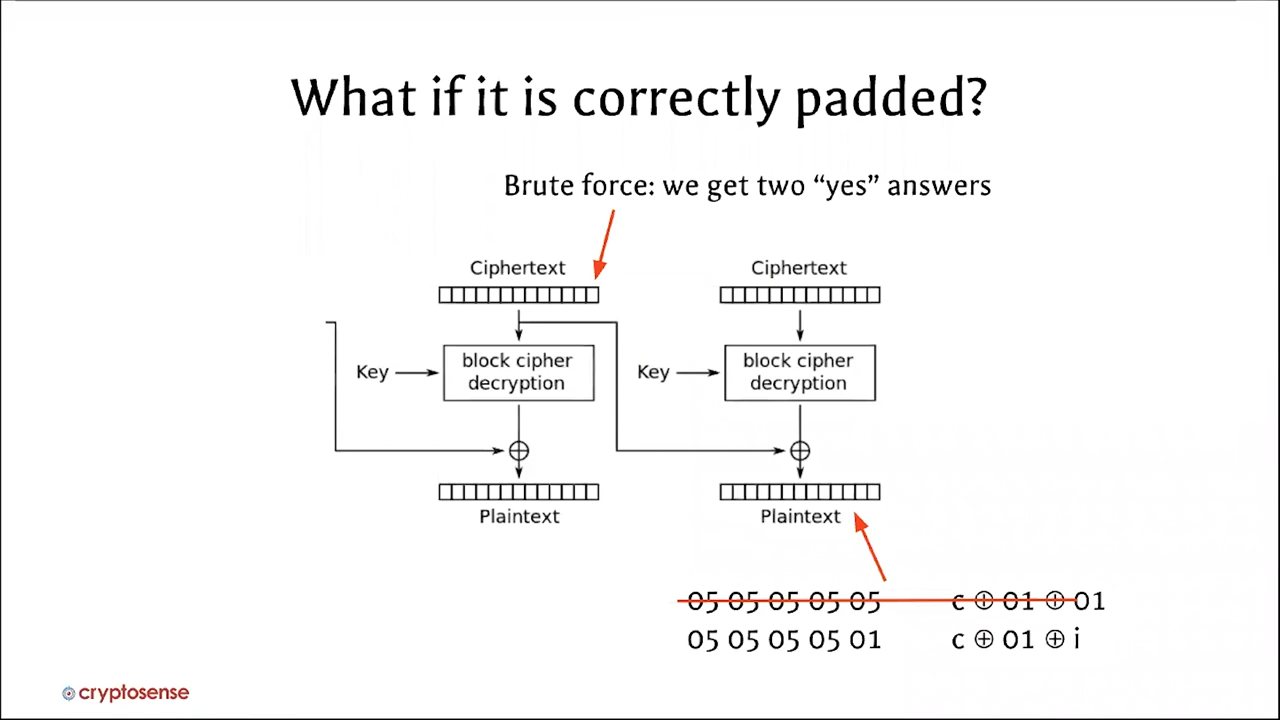 What if it is correctly padded?
Brute force: we get two “yes” answers
Ciphertext
Ciphertext
Key
block cipher
decryption
Key
block cipher
decryption
Plaintext
Plaintext
05 05 05 05 05 c ⊕ 01 ⊕ 01
05 05 05 05 01 c ⊕ 01 ⊕ i
cryptosense